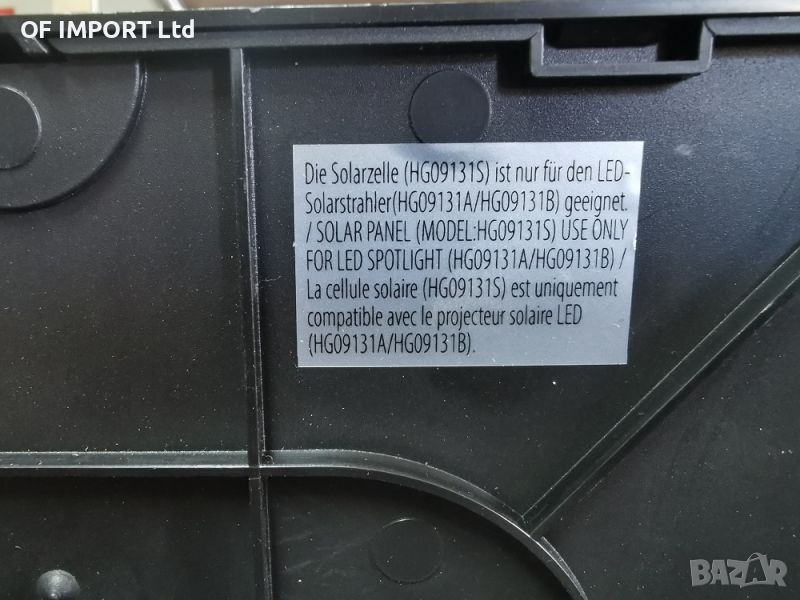 OF IMPORT Ltd
Die Solarzelle (HG09131S) ist nur für den LED-
Solarstrahler(HG09131A/HG09131B) geeignet.
/ SOLAR PANEL (MODEL:HG09131S) USE ONLY
FOR LED SPOTLIGHT (HG09131A/HG09131B) /
La cellule solaire (HG09131S) est uniquement
compatible avec le projecteur solaire LED
(HG09131A/HG09131B).
BAZAR